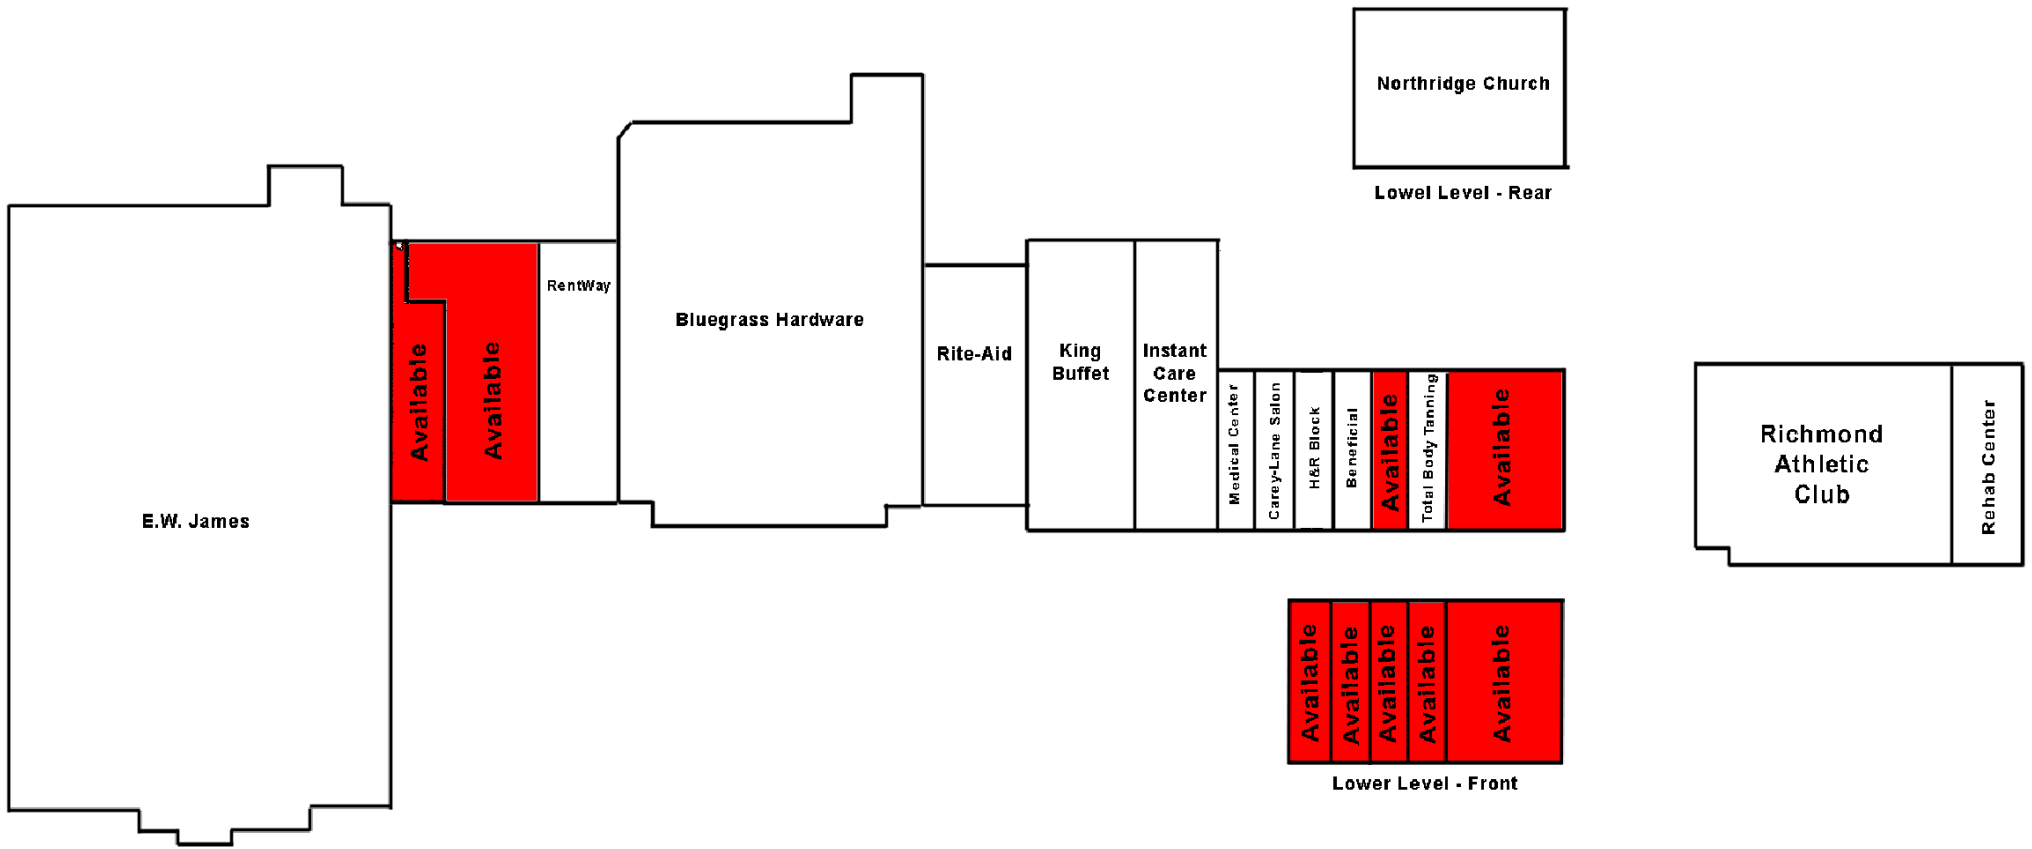 Northridge Church
Lowel Level - Rear
E.W. James
Available
Available
RentWay
Bluegrass Hardware
Rite-Aid
King
Buffet
Instant
Care
Center
Medical Center
Carey-Lane Salon
H&R Block
Beneficial
Available
Total Body Tanning
Available
Richmond
Athletic
Club
Rehab Center
Available
Available
Available
Available
Available
Lower Level - Front